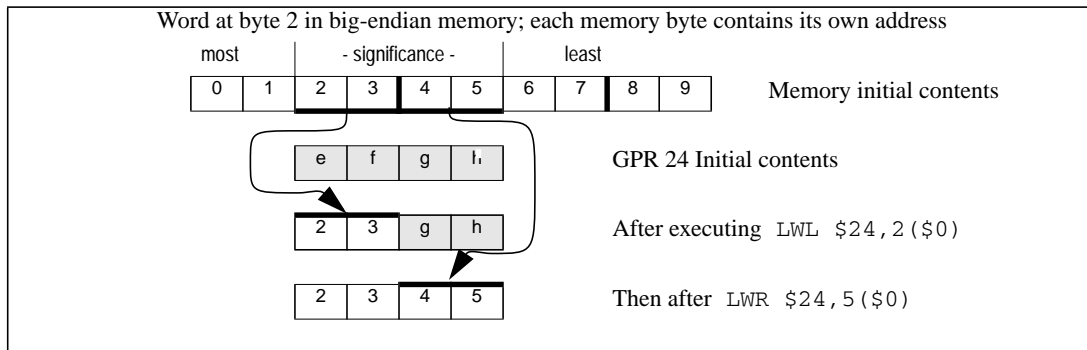 Word at byte 2 in big-endian memory; each memory byte contains its own address
most - significance - least
0 1 2 3 4 5 6 7 8 9 Memory initial contents
e f g h GPR 24 Initial contents
2 3 g h After executing LWL $24,2($0)
2 3 4 5 Then after LWR $24,5($0)